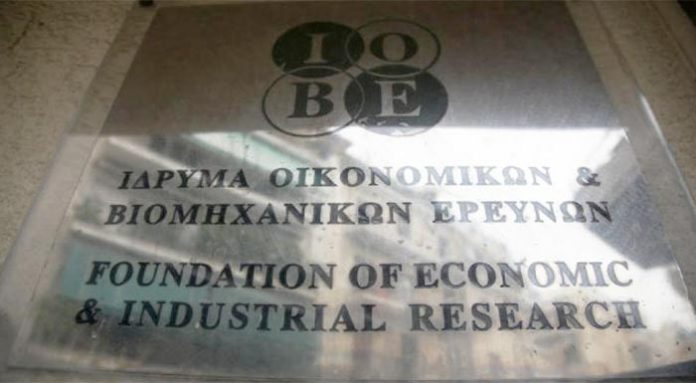 ΙΟ
ΒΕ
ΙΔΡΥΜΑ ΟΙΚΟΝΟΜΙΚΩΝ &
ΒΙΟΜΗΧΑΝΙΚΩΝ ΕΡΕΥΝΩΝ
FOUNDATION OF ECONOMIC
& INDUSTRIAL RESEARCH